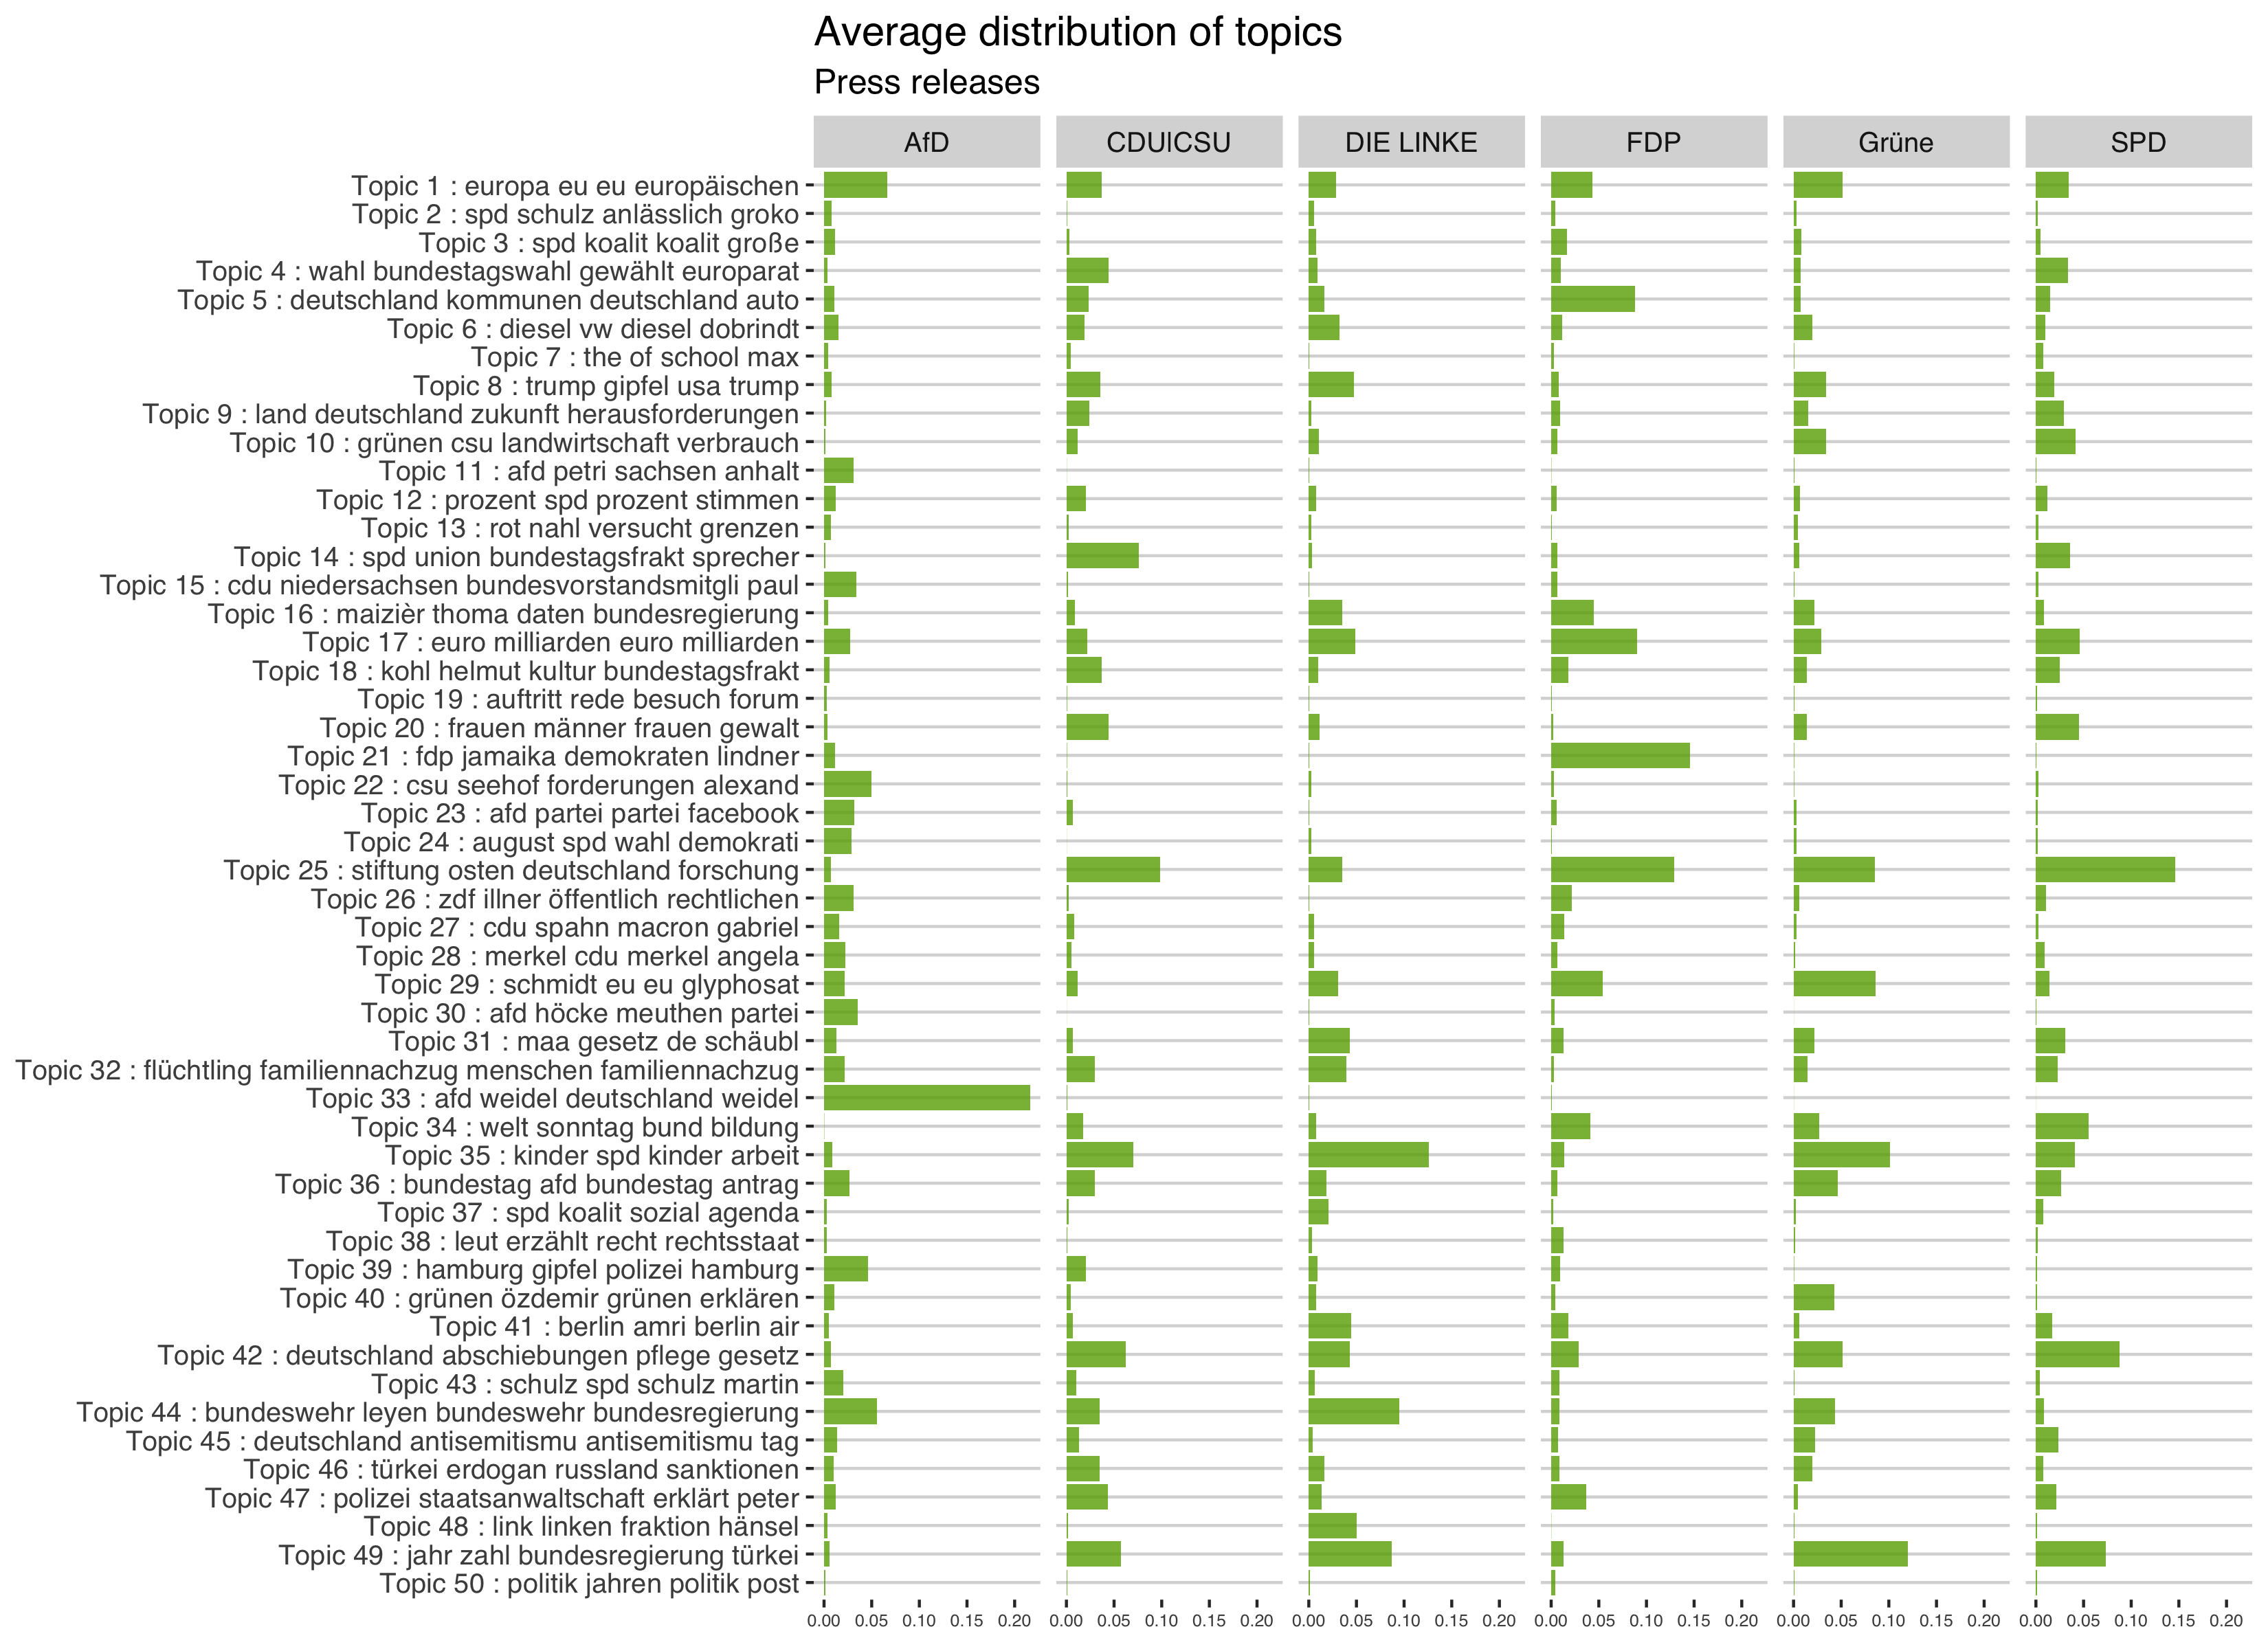 Average distribution of topics
Press releases
AfD CDU|CSU DIE LINKE FDP Grüne SPD
Topic 1 : europa eu eu europäischen
Topic 2 : spd schulz anlässlich groko
Topic 3 : spd koalit koalit große
Topic 4 : wahl bundestagswahl gewählt europarat
Topic 5 : deutschland kommunen deutschland auto
Topic 6 : diesel vw diesel dobrindt
Topic 7 : the of school max
Topic 8 : trump gipfel usa trump
Topic 9 : land deutschland zukunft herausforderungen
Topic 10 : grünen csu landwirtschaft verbrauch
Topic 11 : afd petri sachsen anhalt
Topic 12 : prozent spd prozent stimmen
Topic 13 : rot nahl versucht grenzen
Topic 14 : spd union bundestagsfrakt sprecher
Topic 15 : cdu niedersachsen bundesvorstandsmitgli paul
Topic 16 : maizièr thoma daten bundesregierung
Topic 17 : euro milliarden euro milliarden
Topic 18 : kohl helmut kultur bundestagsfrakt
Topic 19 : auftritt rede besuch forum
Topic 20 : frauen männer frauen gewalt
Topic 21 : fdp jamaika demokraten lindner
Topic 22 : csu seehof forderungen alexand
Topic 23 : afd partei partei facebook
Topic 24 : august spd wahl demokrati
Topic 25 : stiftung osten deutschland forschung
Topic 26 : zdf illner öffentlich rechtlichen
Topic 27 : cdu spahn macron gabriel
Topic 28 : merkel cdu merkel angela
Topic 29 : schmidt eu eu glyphosat
Topic 30 : afd höcke meuthen partei
Topic 31 : maa gesetz de schäubl
Topic 32 : flüchtling familiennachzug menschen familiennachzug
Topic 33 : afd weidel deutschland weidel
Topic 34 : welt sonntag bund bildung
Topic 35 : kinder spd kinder arbeit
Topic 36 : bundestag afd bundestag antrag
Topic 37 : spd koalit sozial agenda
Topic 38 : leut erzählt recht rechtsstaat
Topic 39 : hamburg gipfel polizei hamburg
Topic 40 : grünen özdemir grünen erklären
Topic 41 : berlin amri berlin air
Topic 42 : deutschland abschiebungen pflege gesetz
Topic 43 : schulz spd schulz martin
Topic 44 : bundeswehr leyen bundeswehr bundesregierung
Topic 45 : deutschland antisemitismu antisemitismu tag
Topic 46 : türkei erdogan russland sanktionen
Topic 47 : polizei staatsanwaltschaft erklärt peter
Topic 48 : link linken fraktion hänsel
Topic 49 : jahr zahl bundesregierung türkei
Topic 50 : politik jahren politik post
0.00 0.05 0.10 0.15 0.20 0.00 0.05 0.10 0.15 0.20 0.00 0.05 0.10 0.15 0.20 0.00 0.05 0.10 0.15 0.20 0.00 0.05 0.10 0.15 0.20 0.00 0.05 0.10 0.15 0.20